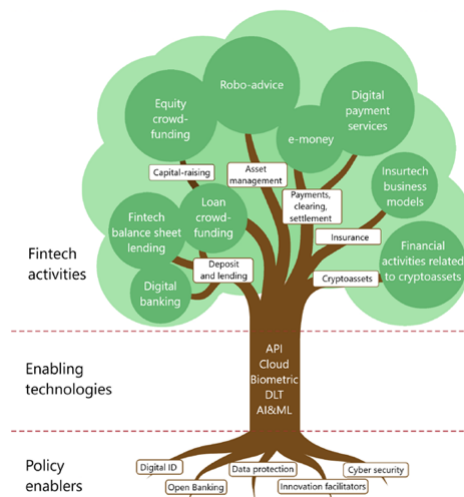 Robo-advice
Digital
payment
services
Equity
crowd-
funding
e-money
Capital-raising
Asset
management
Insurtech
business
models
Payments,
clearing,
settlement
Loan
crowd-
funding
Fintech
balance sheet
lending
Insurance
Fintech
activities
Deposit
and lending
Financial
activities related
to cryptoassets
Cryptoassets
Digital
banking
Enabling
technologies
API
Cloud
Biometric
DLT
AI&ML
Policy
enablers
Digital ID
Data protection
Cyber security
Open Banking
Innovation facilitators